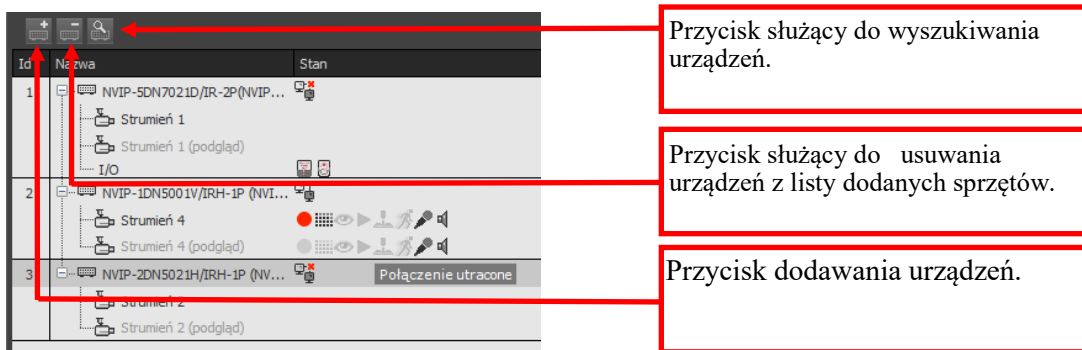 Przycisk służący do wyszukiwania
urządzeń.
Id Nazwa Stan
1 NVIP-5DN7021D/IR-2P(NVIP...
Strumień 1
Strumień 1 (podgląd)
I/O
Przycisk służący do usuwania
urządzeń z listy dodanych sprzętów.
2 NVIP-1DN5001V/IRH-1P (NVI...
Strumień 4
Strumień 4 (podgląd)
3 NVIP-2DN5021H/IRH-1P (NV... Połączenie utracone
Przycisk dodawania urządzeń.
Strumień 2
Strumień 2 (podgląd)